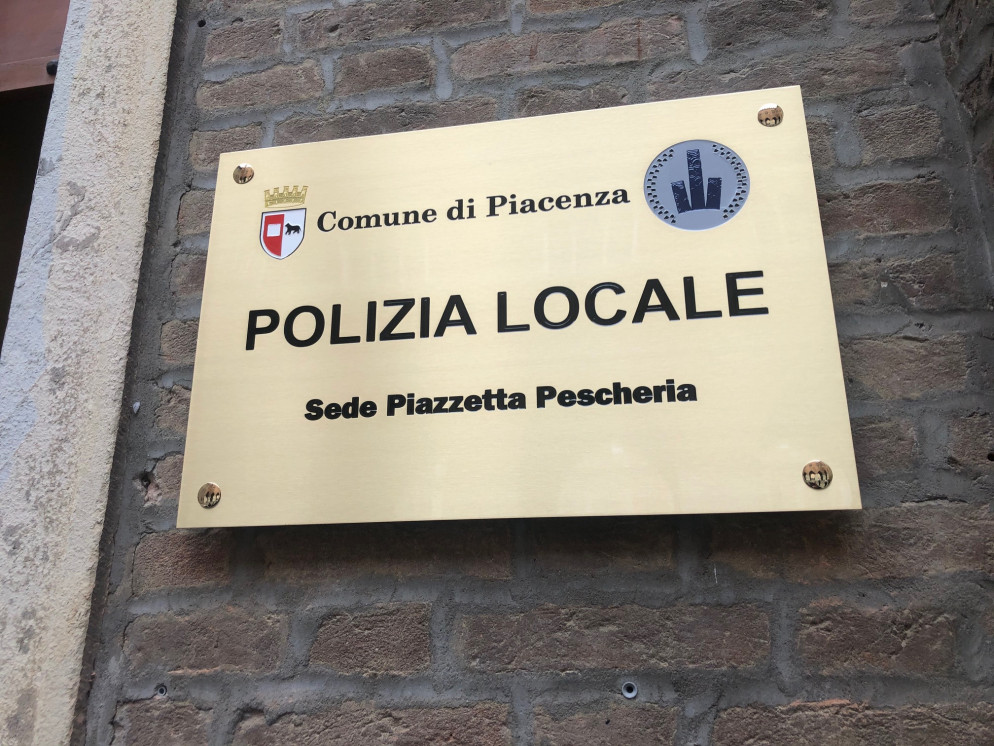 Comune di Piacenza
POLIZIA LOCALE
Sede Piazzetta Pescheria